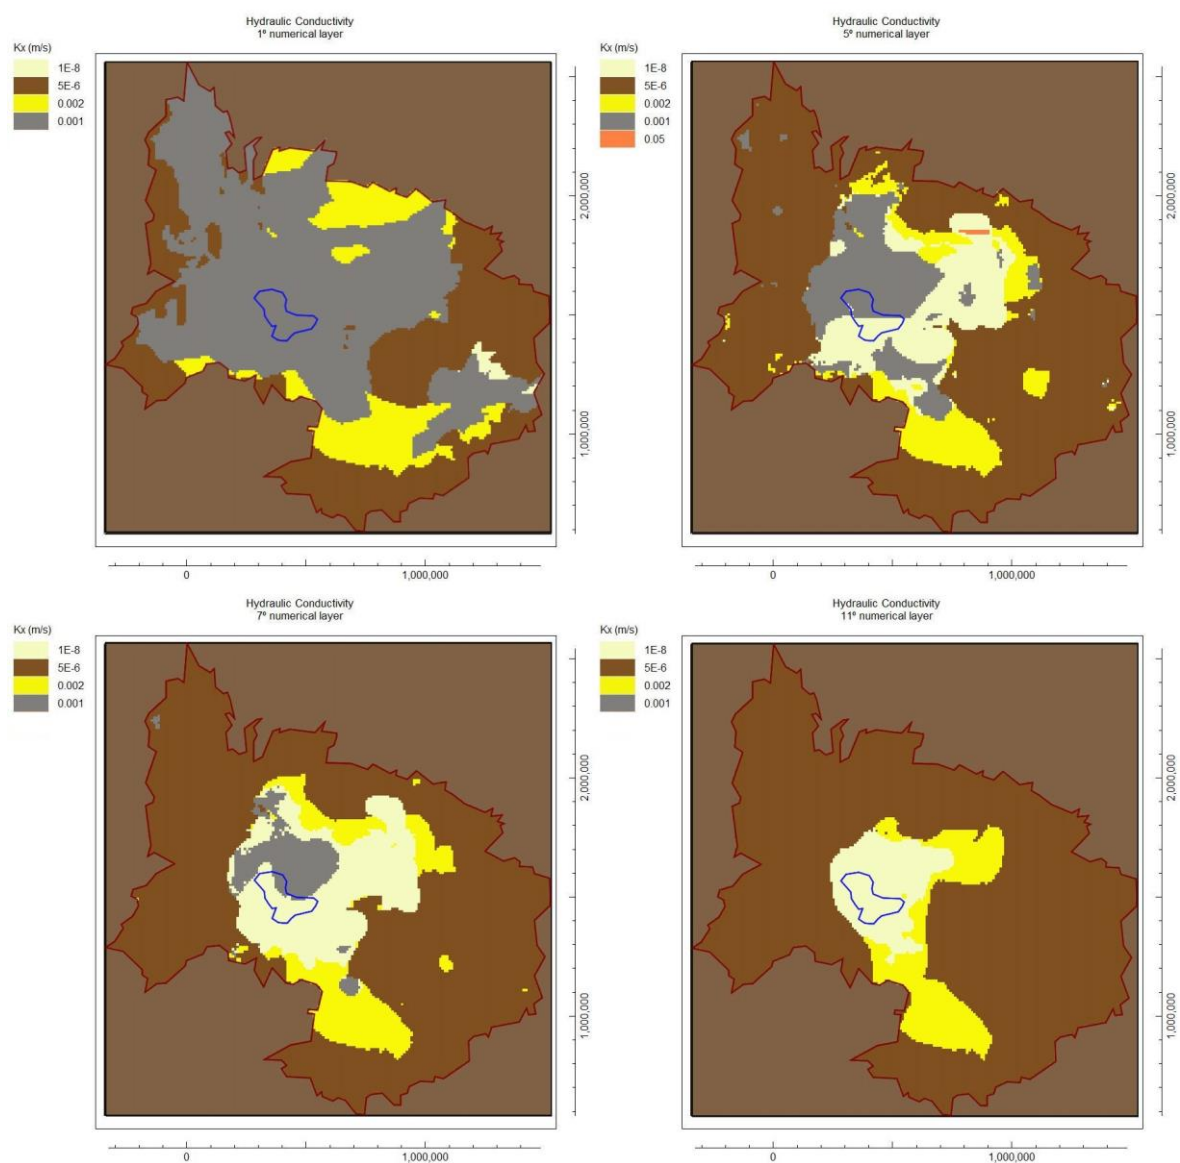 Hydraulic Conductivity
1º numerical layer
Kx (m/s)
1E-8
5E-6
0.002
0.001
2,000,000
1,000,000
0
1,000,000
Hydraulic Conductivity
5º numerical layer
Kx (m/s)
1E-8
5E-6
0.002
0.001
0.05
2,000,000
1,000,000
0
1,000,000
Hydraulic Conductivity
7º numerical layer
Kx (m/s)
1E-8
5E-6
0.002
0.001
2,000,000
1,000,000
0
1,000,000
Hydraulic Conductivity
11º numerical layer
Kx (m/s)
1E-8
5E-6
0.002
0.001
2,000,000
1,000,000
0
1,000,000